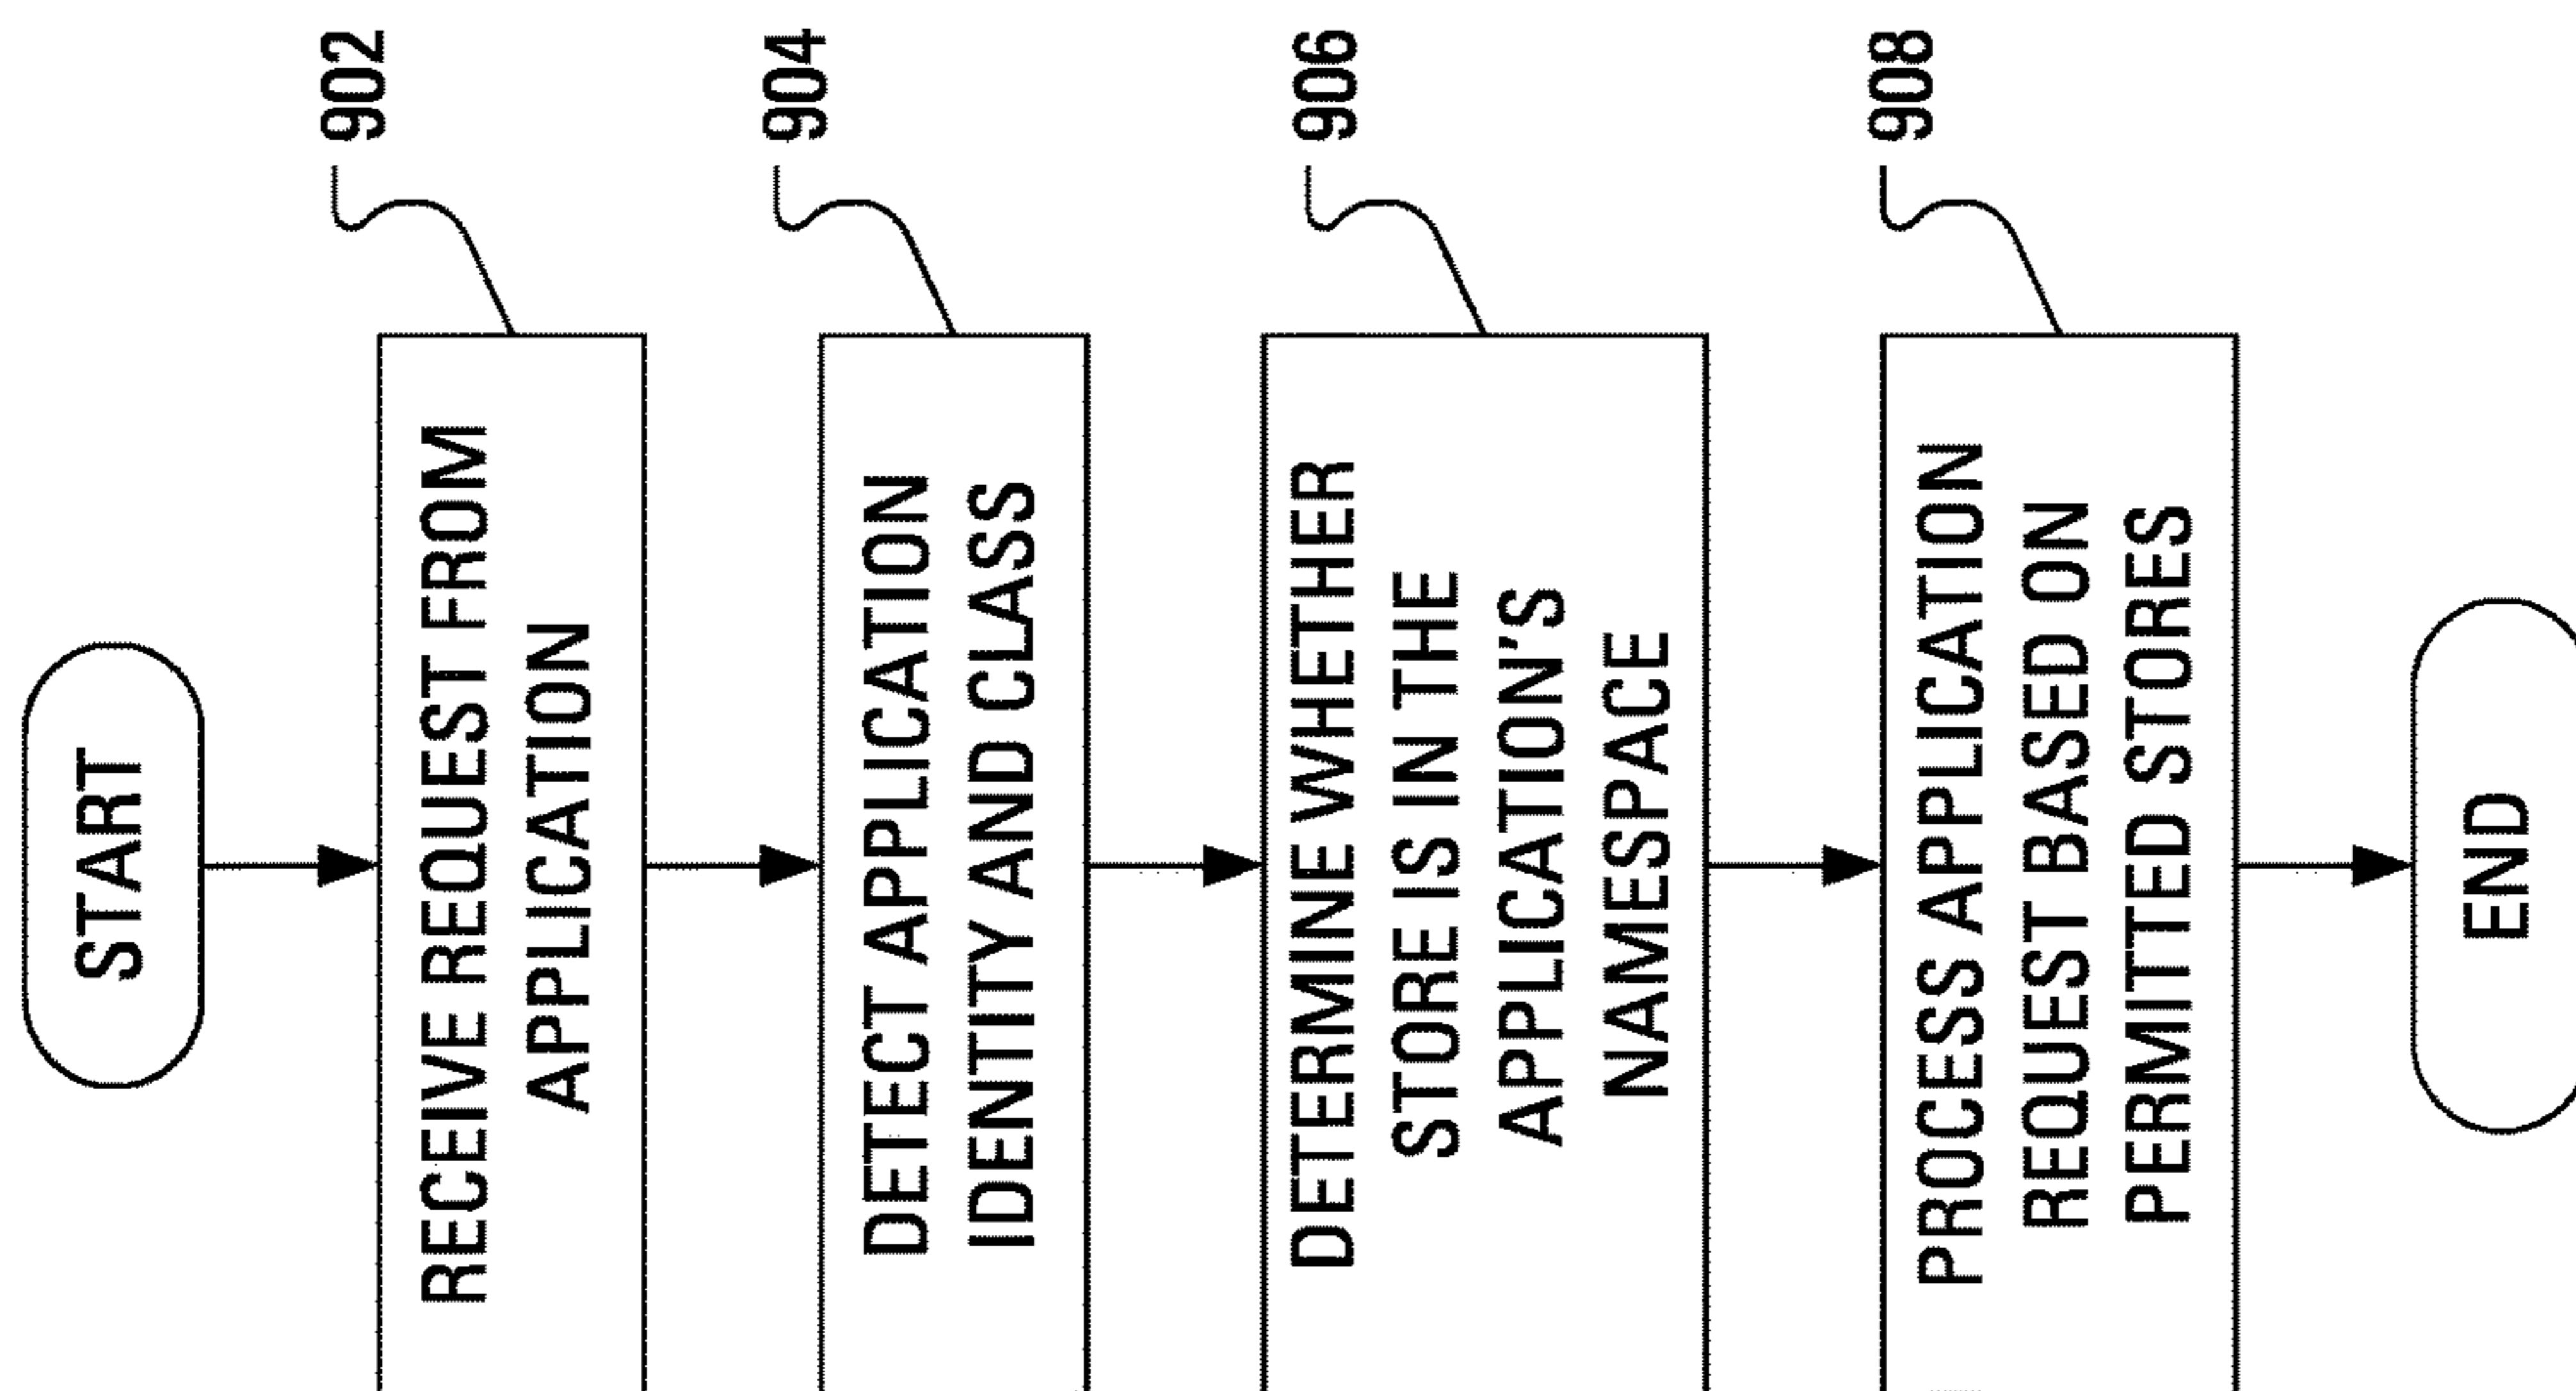 START
902
RECEIVE REQUEST FROM
APPLICATION
904
DETECT APPLICATION
IDENTITY AND CLASS
906
DETERMINE WHETHER
STORE IS IN THE
APPLICATION'S
NAMESPACE
908
PROCESS APPLICATION
REQUEST BASED ON
PERMITTED STORES
END